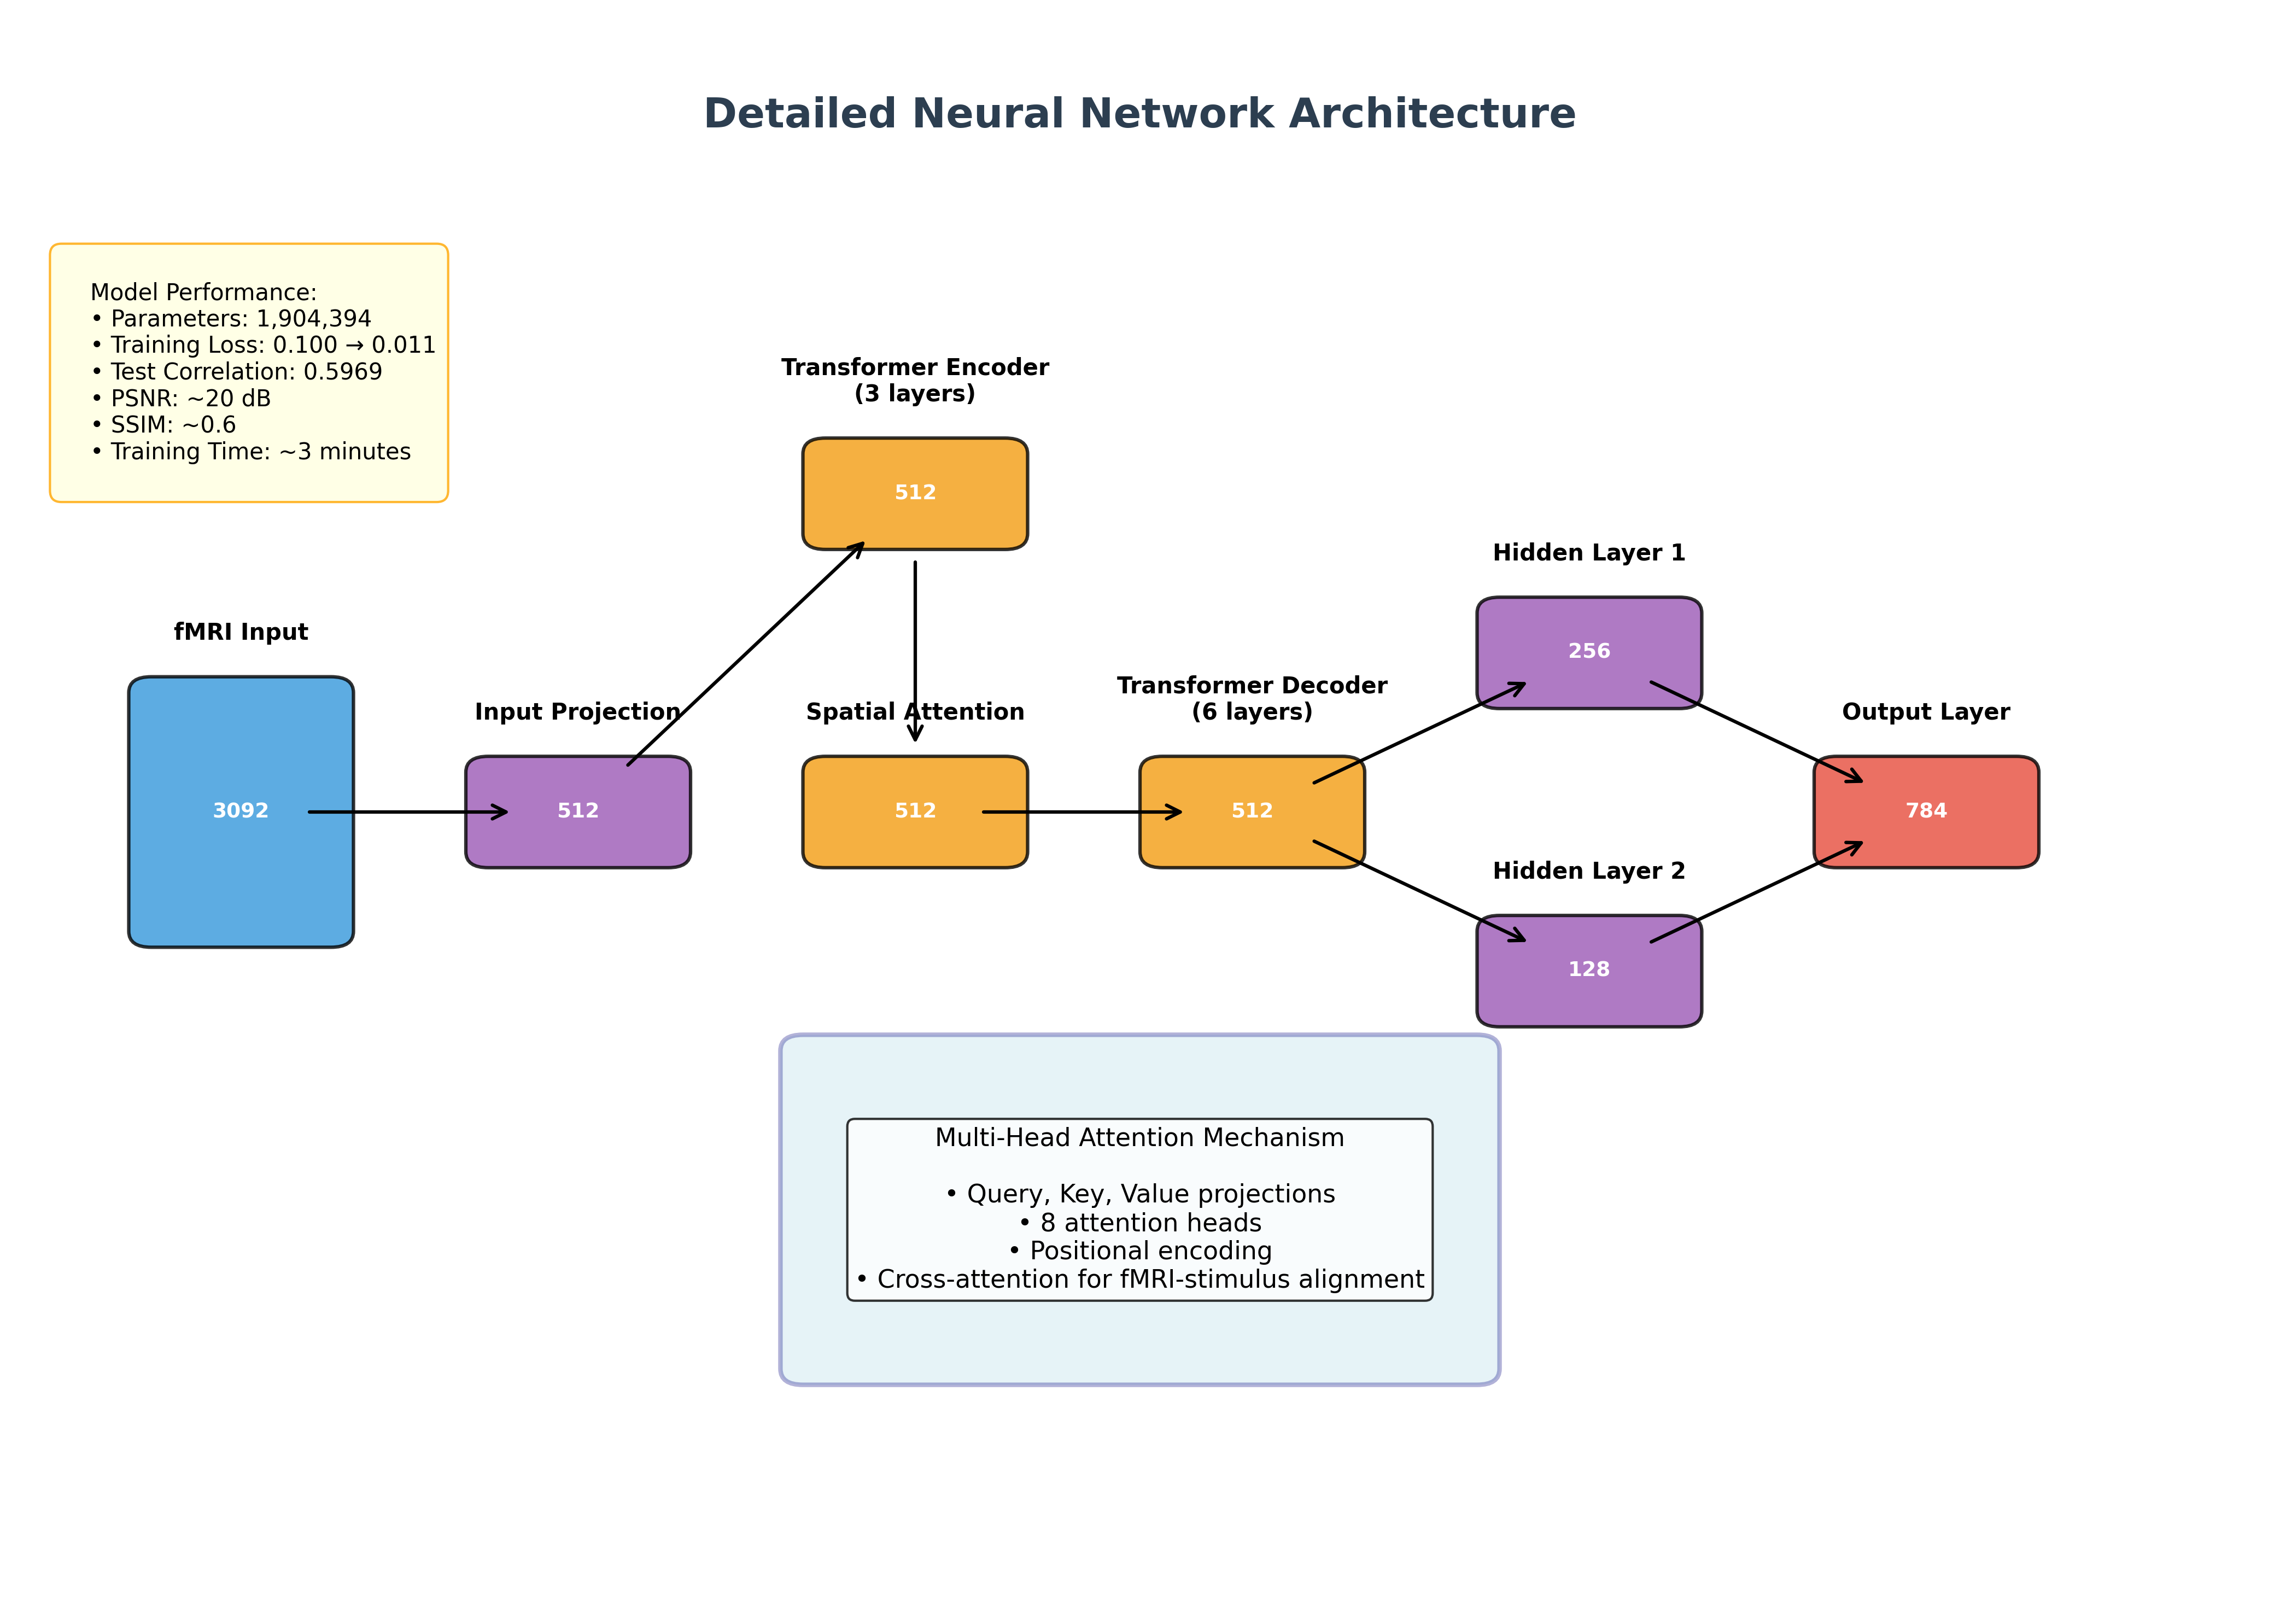 Detailed Neural Network Architecture
Model Performance:
• Parameters: 1,904,394
• Training Loss: 0.100 → 0.011
• Test Correlation: 0.5969
• PSNR: ~20 dB
• SSIM: ~0.6
• Training Time: ~3 minutes
fMRI Input
3092
Input Projection
512
Transformer Encoder
(3 layers)
512
Spatial Attention
512
Transformer Decoder
(6 layers)
512
Hidden Layer 1
256
Hidden Layer 2
128
Output Layer
784
Multi-Head Attention Mechanism
• Query, Key, Value projections
• 8 attention heads
• Positional encoding
• Cross-attention for fMRI-stimulus alignment